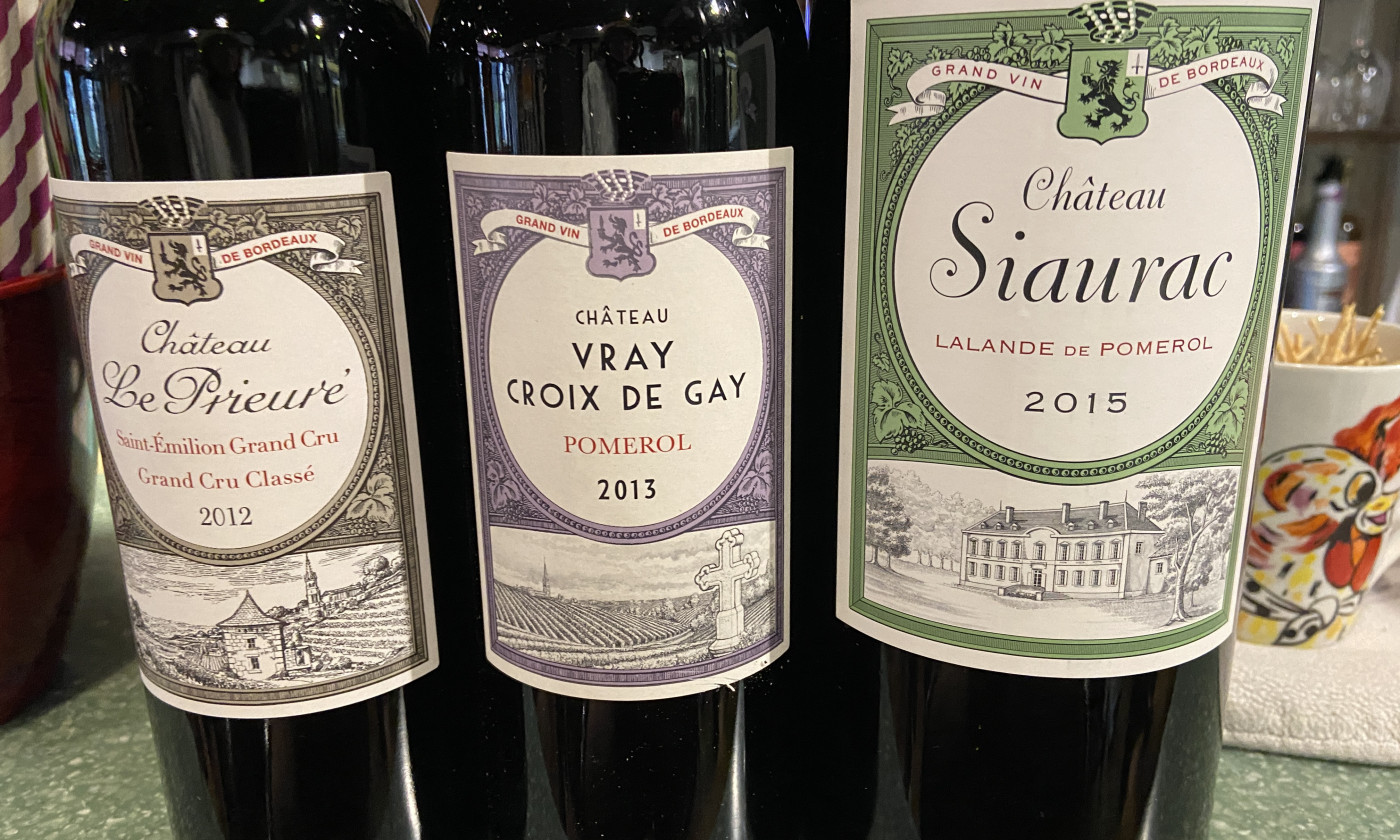 GRAND VIN DE BORDEAUX
Château
Le Prieuré
Saint-Émilion Grand Cru
Grand Cru Classé
2012
GRAND VIN DE BORDEAUX
CHÂTEAU
VRAY
CROIX DE GAY
POMEROL
2013
GRAND VIN DE BORDEAUX
Château
Siaurac
LALANDE DE POMEROL
2015